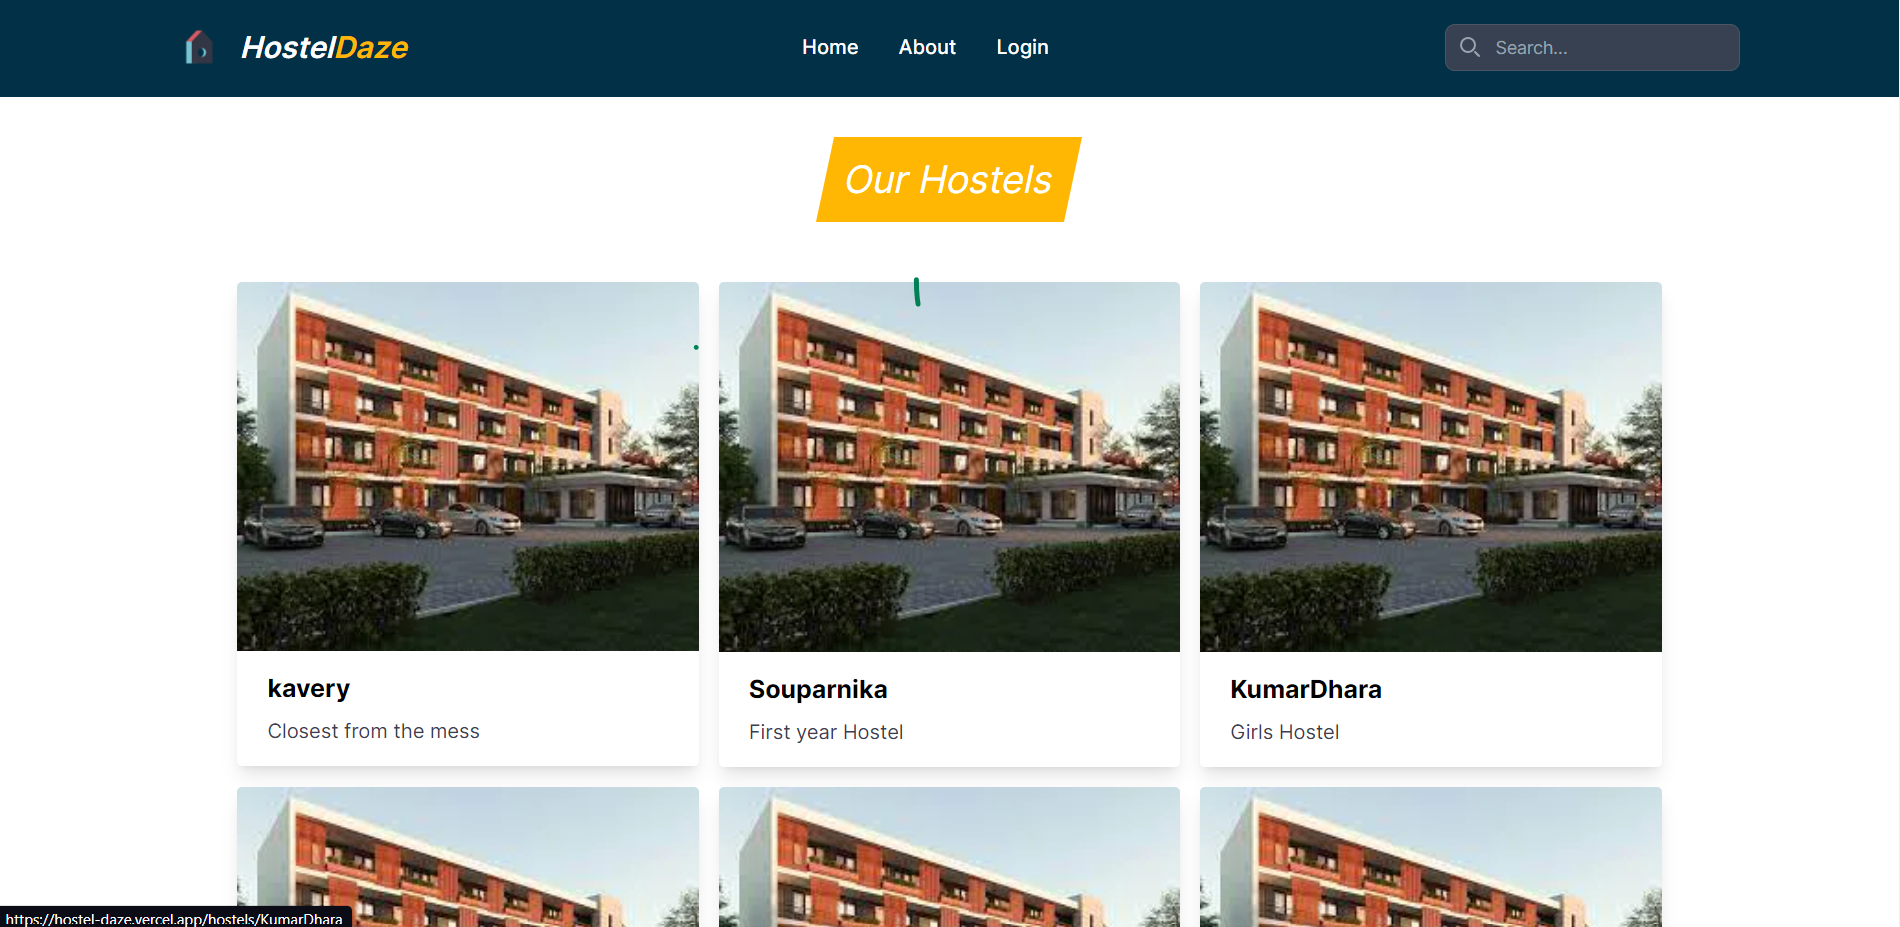 HostelDaze
Home About Login
Search...
Our Hostels
kavery
Closest from the mess
Souparnika
First year Hostel
KumarDhara
Girls Hostel
https://hostel-daze.vercel.app/hostels/KumarDhara